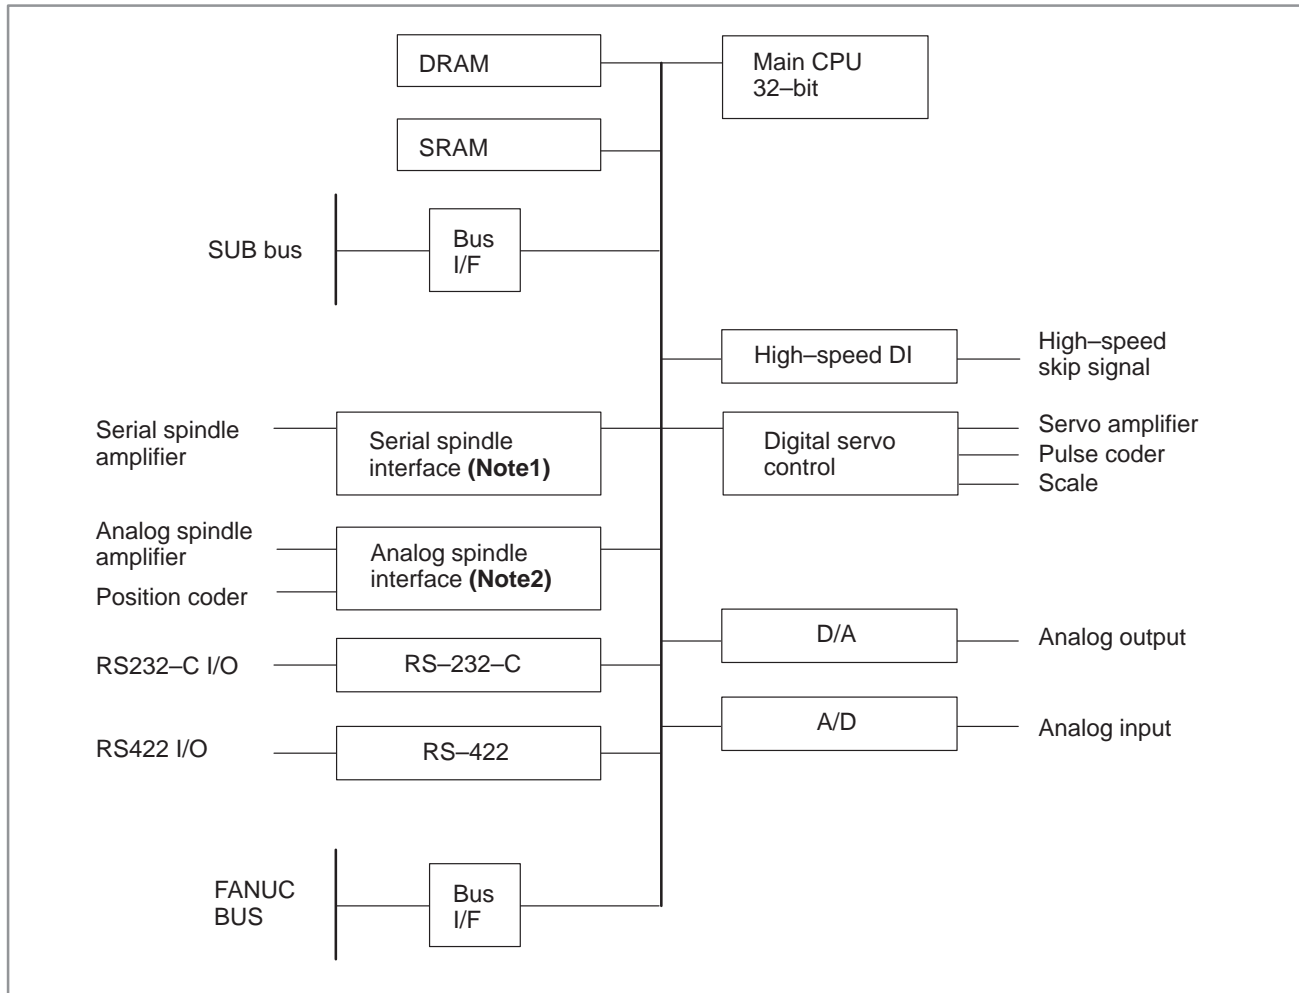 DRAM
Main CPU
32–bit
SRAM
SUB bus
Bus
I/F
High–speed DI
High–speed
skip signal
Serial spindle
amplifier
Serial spindle
interface (Note1)
Digital servo
control
Servo amplifier
Pulse coder
Scale
Analog spindle
amplifier
Position coder
Analog spindle
interface (Note2)
D/A
Analog output
RS232–C I/O
RS–232–C
A/D
Analog input
RS422 I/O
RS–422
FANUC
BUS
Bus
I/F